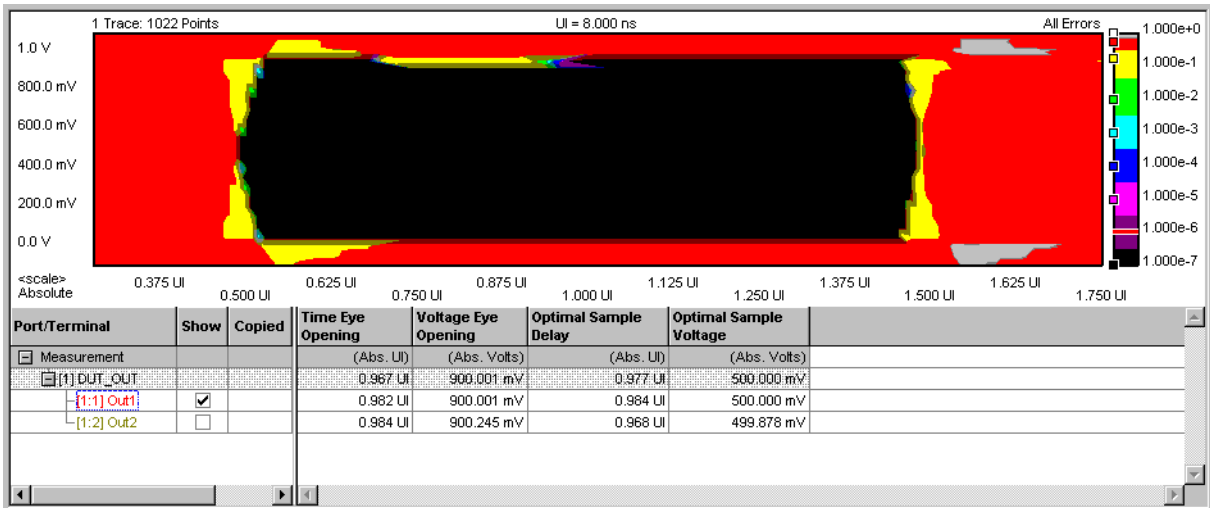 1 Trace: 1022 Points UI = 8.000 ns All Errors
1.0 V
800.0 mV
600.0 mV
400.0 mV
200.0 mV
0.0 V
1.000e+0
1.000e-1
1.000e-2
1.000e-3
1.000e-4
1.000e-5
1.000e-6
1.000e-7
<scale>
Absolute
0.375 UI 0.500 UI 0.625 UI 0.750 UI 0.875 UI 1.000 UI 1.125 UI 1.250 UI 1.375 UI 1.500 UI 1.625 UI 1.750 UI
Port/Terminal Show Copied Time Eye Opening Voltage Eye Opening Optimal Sample Delay Optimal Sample Voltage
Measurement (Abs. UI) (Abs. Volts) (Abs. UI) (Abs. Volts)
[1] DUT_OUT 0.967 UI 900.001 mV 0.977 UI 500.000 mV
[1:1] Out1 0.982 UI 900.001 mV 0.984 UI 500.000 mV
[1:2] Out2 0.984 UI 900.245 mV 0.968 UI 499.878 mV